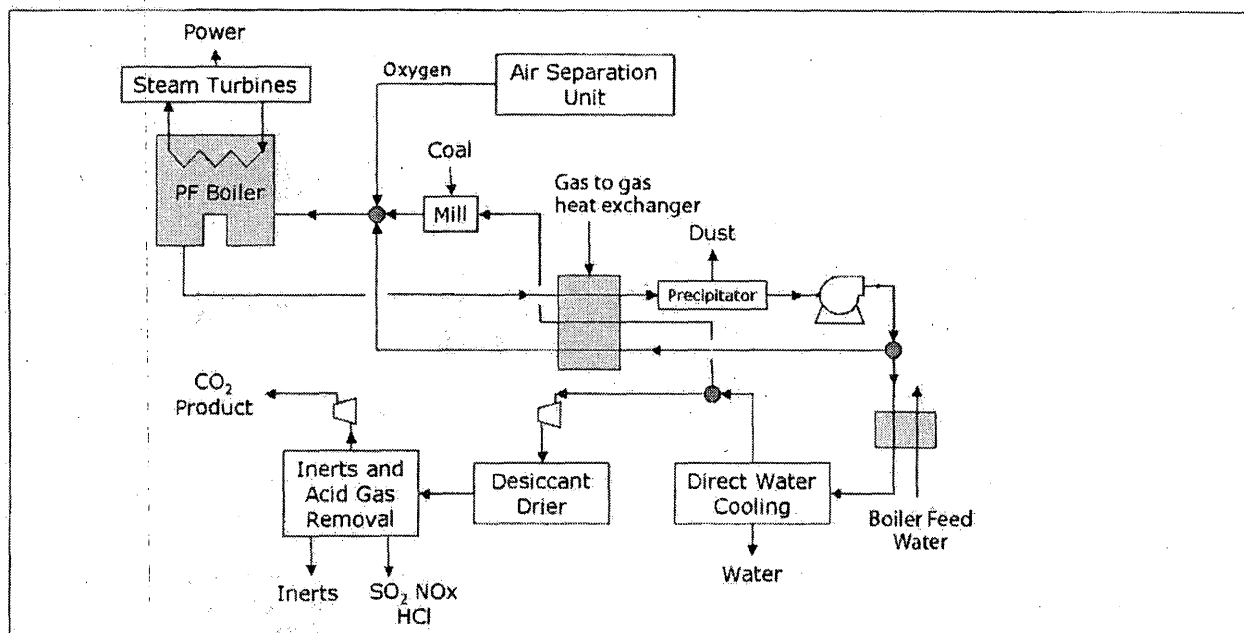 Power
Steam Turbines
Oxygen
Air Separation
Unit
Coal
PF Boiler
Mill
Gas to gas
heat exchanger
Dust
Precipitator
CO₂
Product
Inerts and
Acid Gas
Removal
Desiccant
Drier
Direct Water
Cooling
Boiler Feed
Water
Inerts
SO₂ NOx
HCl
Water